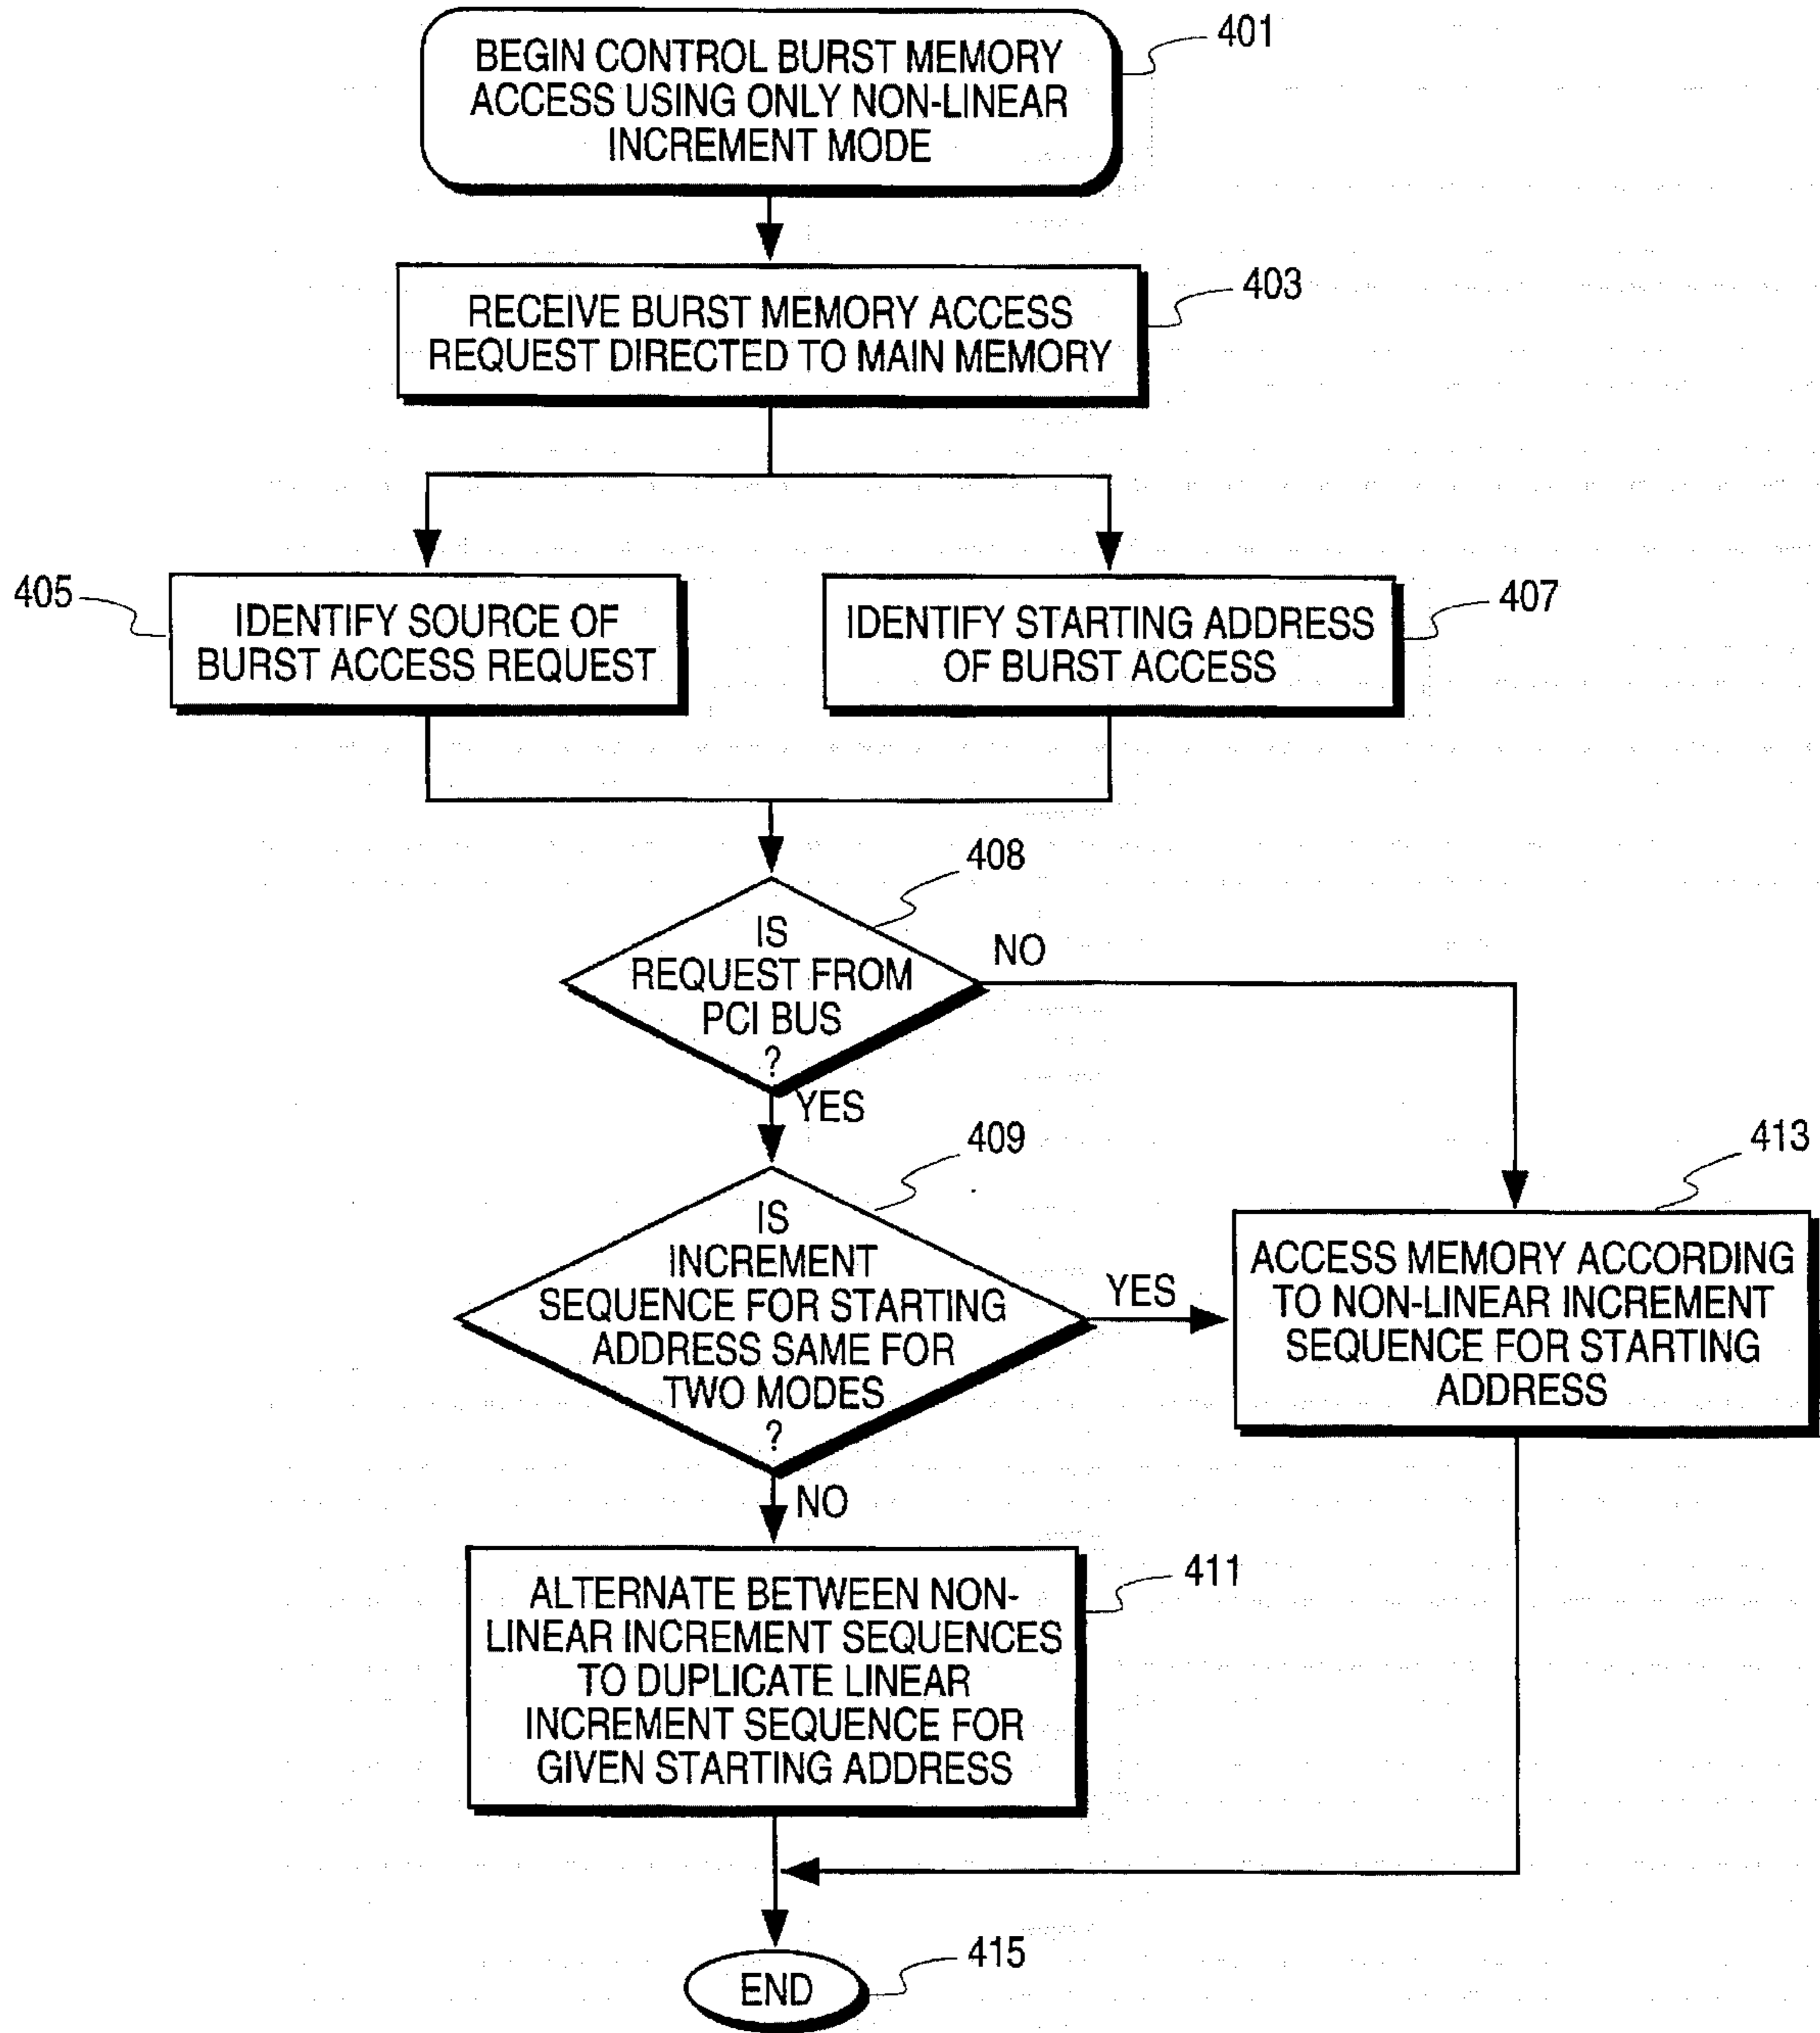 BEGIN CONTROL BURST MEMORY
ACCESS USING ONLY NON-LINEAR
INCREMENT MODE
401
RECEIVE BURST MEMORY ACCESS
REQUEST DIRECTED TO MAIN MEMORY
403
405
IDENTIFY SOURCE OF
BURST ACCESS REQUEST
IDENTIFY STARTING ADDRESS
OF BURST ACCESS
407
408
IS
REQUEST FROM
PCI BUS
?
NO
YES
409
IS
INCREMENT
SEQUENCE FOR STARTING
ADDRESS SAME FOR
TWO MODES
?
YES
413
ACCESS MEMORY ACCORDING
TO NON-LINEAR INCREMENT
SEQUENCE FOR STARTING
ADDRESS
NO
411
ALTERNATE BETWEEN NON-
LINEAR INCREMENT SEQUENCES
TO DUPLICATE LINEAR
INCREMENT SEQUENCE FOR
GIVEN STARTING ADDRESS
415
END